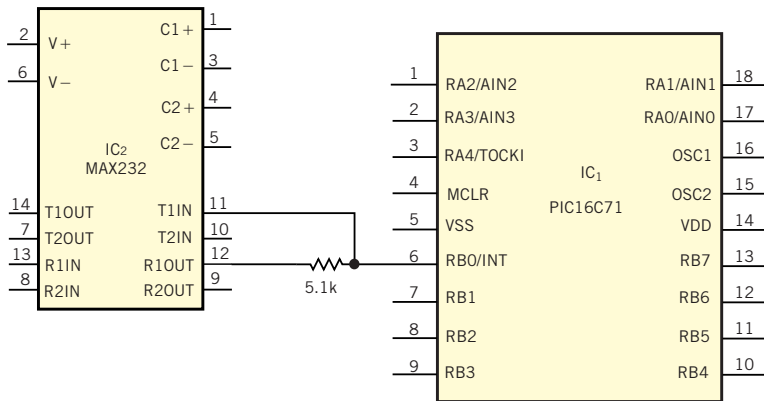 1
C1+
2
V+
3
C1−
6
V−
4
C2+
5
C2−
IC2
MAX232
14
T1OUT
T1IN
11
7
T2OUT
T2IN
10
13
R1IN
R1OUT
12
8
R2IN
R2OUT
9
5.1k
1
RA2/AIN2
RA1/AIN1
18
2
RA3/AIN3
RA0/AIN0
17
3
RA4/TOCKI
OSC1
16
IC1
PIC16C71
4
MCLR
OSC2
15
5
VSS
VDD
14
6
RB0/INT
RB7
13
7
RB1
RB6
12
8
RB2
RB5
11
9
RB3
RB4
10